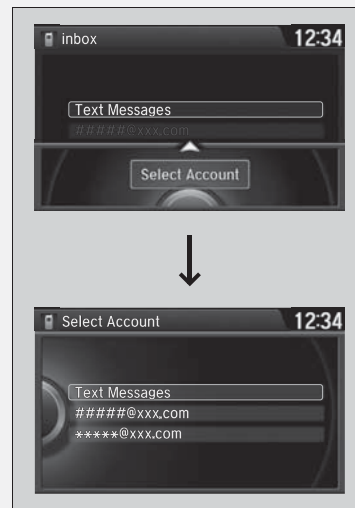 inbox 12:34
Text Messages
#####@xxx.com
Select Account
Select Account 12:34
Text Messages
#####@xxx.com
*****@xxx.com